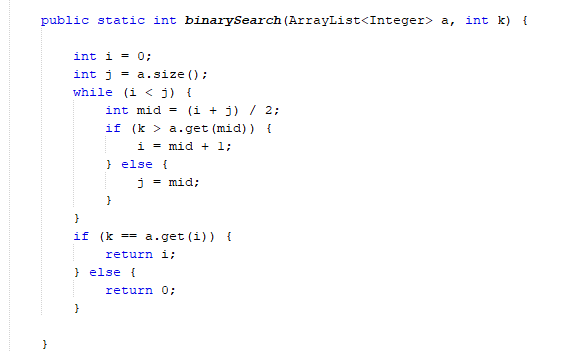 public static int binarySearch(ArrayList<Integer> a, int k) {
int i = 0;
int j = a.size();
while (i < j) {
int mid = (i + j) / 2;
if (k > a.get(mid)) {
i = mid + 1;
} else {
j = mid;
}
}
if (k == a.get(i)) {
return i;
} else {
return 0;
}
}